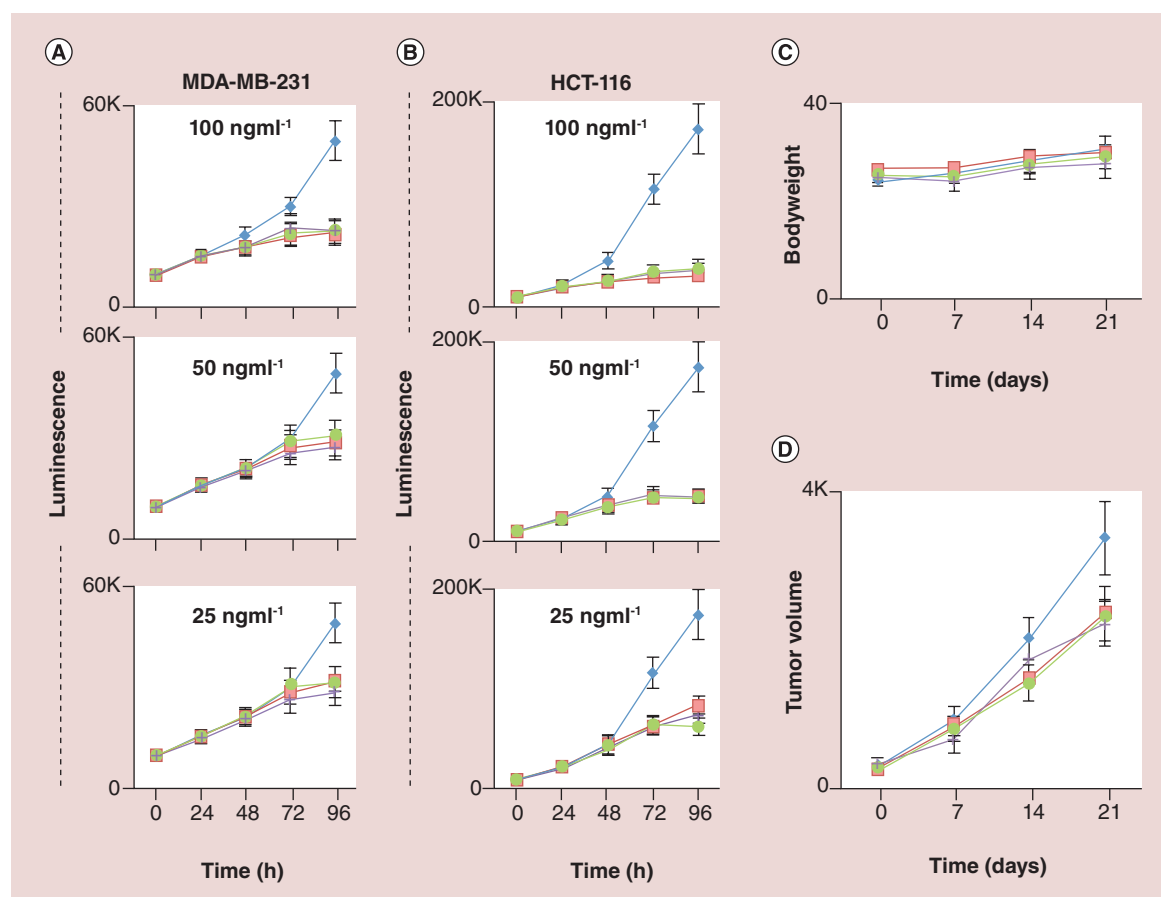 A
MDA-MB-231
Luminescence
60K
100 ngml-1
0
60K
50 ngml-1
0
60K
25 ngml-1
0
0 24 48 72 96
Time (h)
B
HCT-116
Luminescence
200K
100 ngml-1
0
200K
50 ngml-1
0
200K
25 ngml-1
0
0 24 48 72 96
Time (h)
C
Bodyweight
40
0
0 7 14 21
Time (days)
D
Tumor volume
4K
0
0 7 14 21
Time (days)